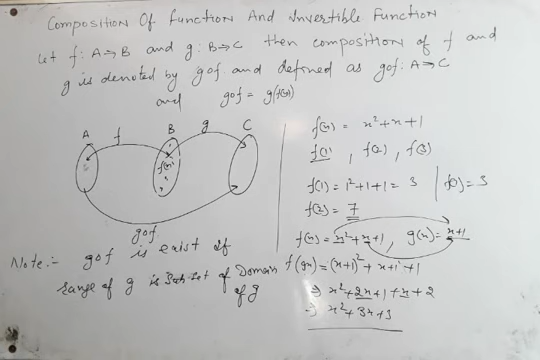 Composition Of function And Invertible Function
Let f: A→B and g: B→C then composition of f and
g is denoted by gof and defined as gof: A→C
and gof = g(f(x))
A f B g C
f(x)
gof
Note:- gof is exist if
range of g is Sub-Set of Domain
of g
f(x) = x²+x+1
f(1) , f(2) , f(3)
f(1) = 1²+1+1 = 3 | f(1) = 3
f(2) = 7
f(x) = x²+x+1 , g(x) = x+1
f(gx) = (x+1)²+x+1+1
⇒ x²+2x+1+x+2
⇒ x²+3x+3